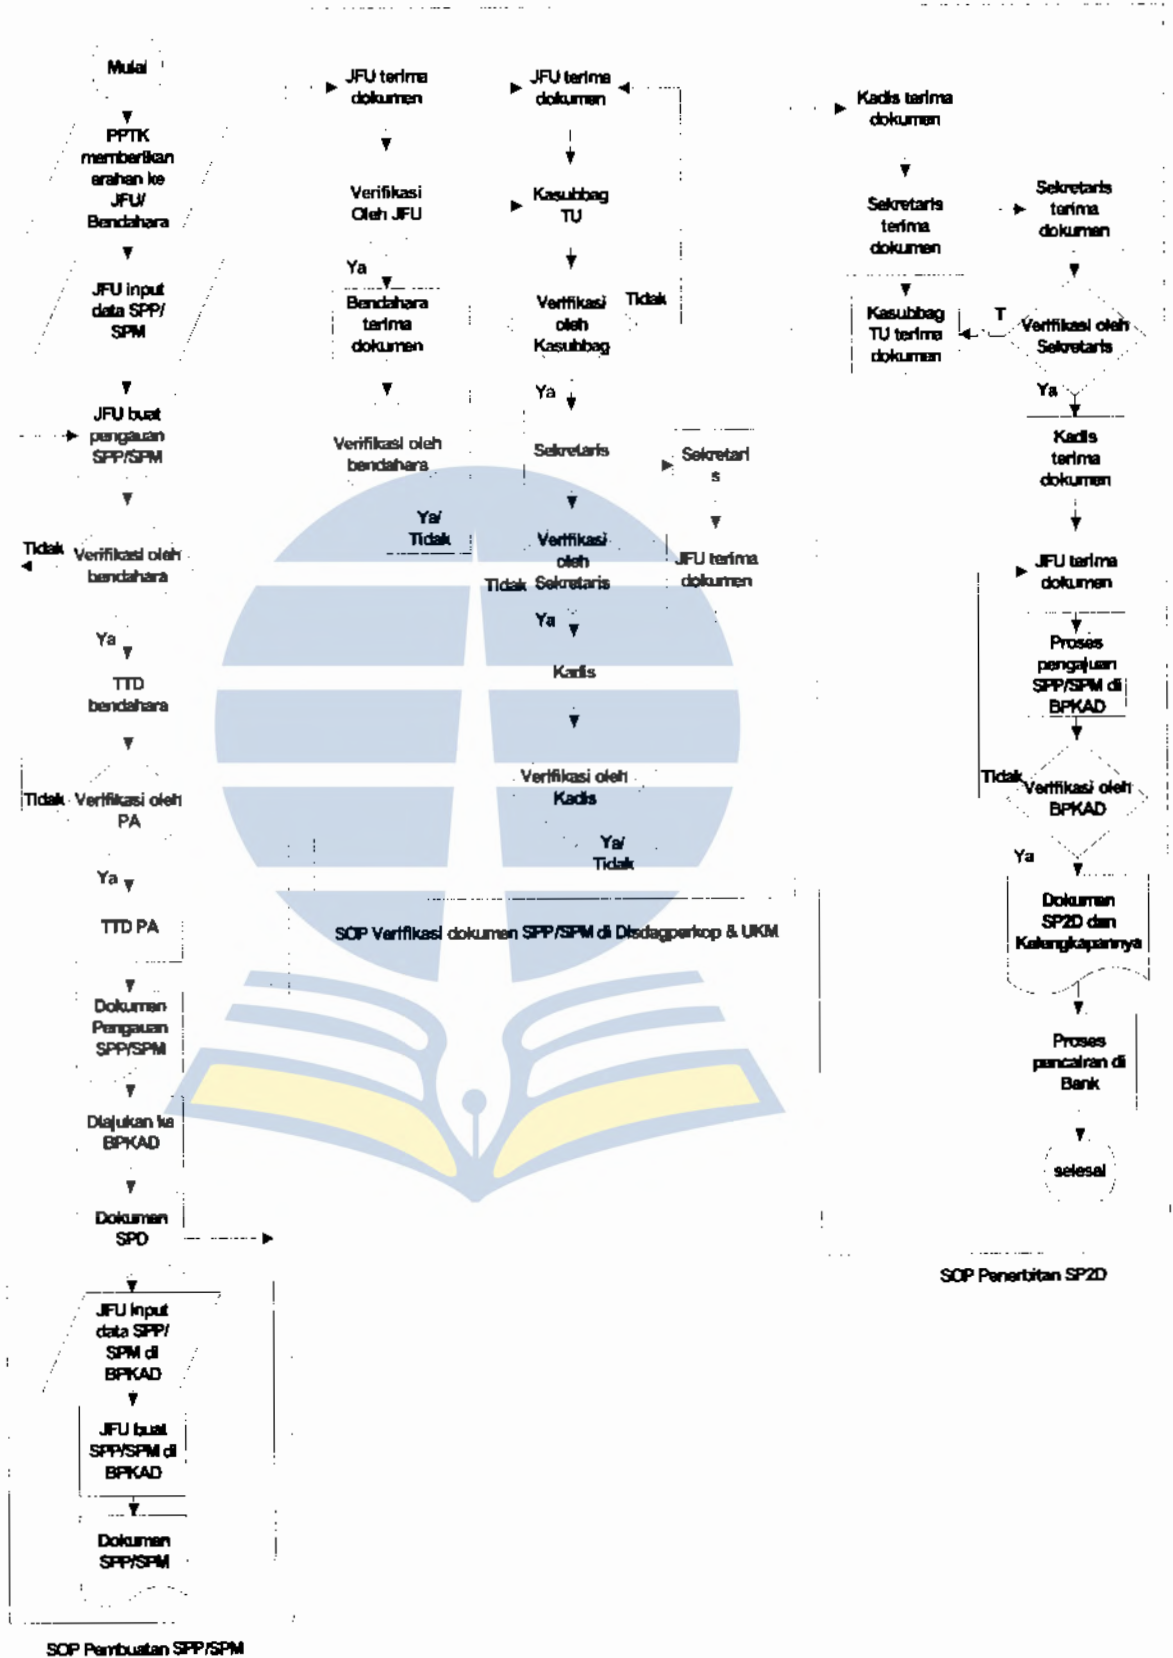 Mulai
PPTK
memberikan
arahan ke
JFU/
Bendahara
JFU input
data SPP/
SPM
JFU buat
pengauan
SPP/SPM
Tidak
Verifikasi oleh
bendahara
Ya
TTD
bendahara
Tidak
Verifikasi oleh
PA
Ya
TTD PA
Dokumen
Pengauan
SPP/SPM
Diajukan ke
BPKAD
Dokumen
SPD
JFU input
data SPP/
SPM di
BPKAD
JFU buat
SPP/SPM di
BPKAD
Dokumen
SPP/SPM
SOP Pembuatan SPP/SPM
JFU terima
dokumen
Verifikasi
Oleh JFU
Ya
Bendahara
terima
dokumen
Verifikasi oleh
bendahara
Ya/
Tidak
JFU terima
dokumen
Kasubbag
TU
Verifikasi
oleh
Kasubbag
Tidak
Ya
Sekretaris
Verifikasi
oleh
Sekretaris
Tidak
Ya
Kadis
Verifikasi oleh
Kadis
Ya/
Tidak
Sekretari
s
JFU terima
dokumen
SOP Verifikasi dokumen SPP/SPM di Disdagperkop & UKM
Kadis terima
dokumen
Sekretaris
terima
dokumen
Kasubbag
TU terima
dokumen
Sekretaris
terima
dokumen
T
Verifikasi oleh
Sekretaris
Ya
Kadis
terima
dokumen
JFU terima
dokumen
Proses
pengajuan
SPP/SPM di
BPKAD
Tidak
Verifikasi oleh
BPKAD
Ya
Dokumen
SP2D dan
Kelengkapannya
Proses
pencairan di
Bank
selesai
SOP Penerbitan SP2D